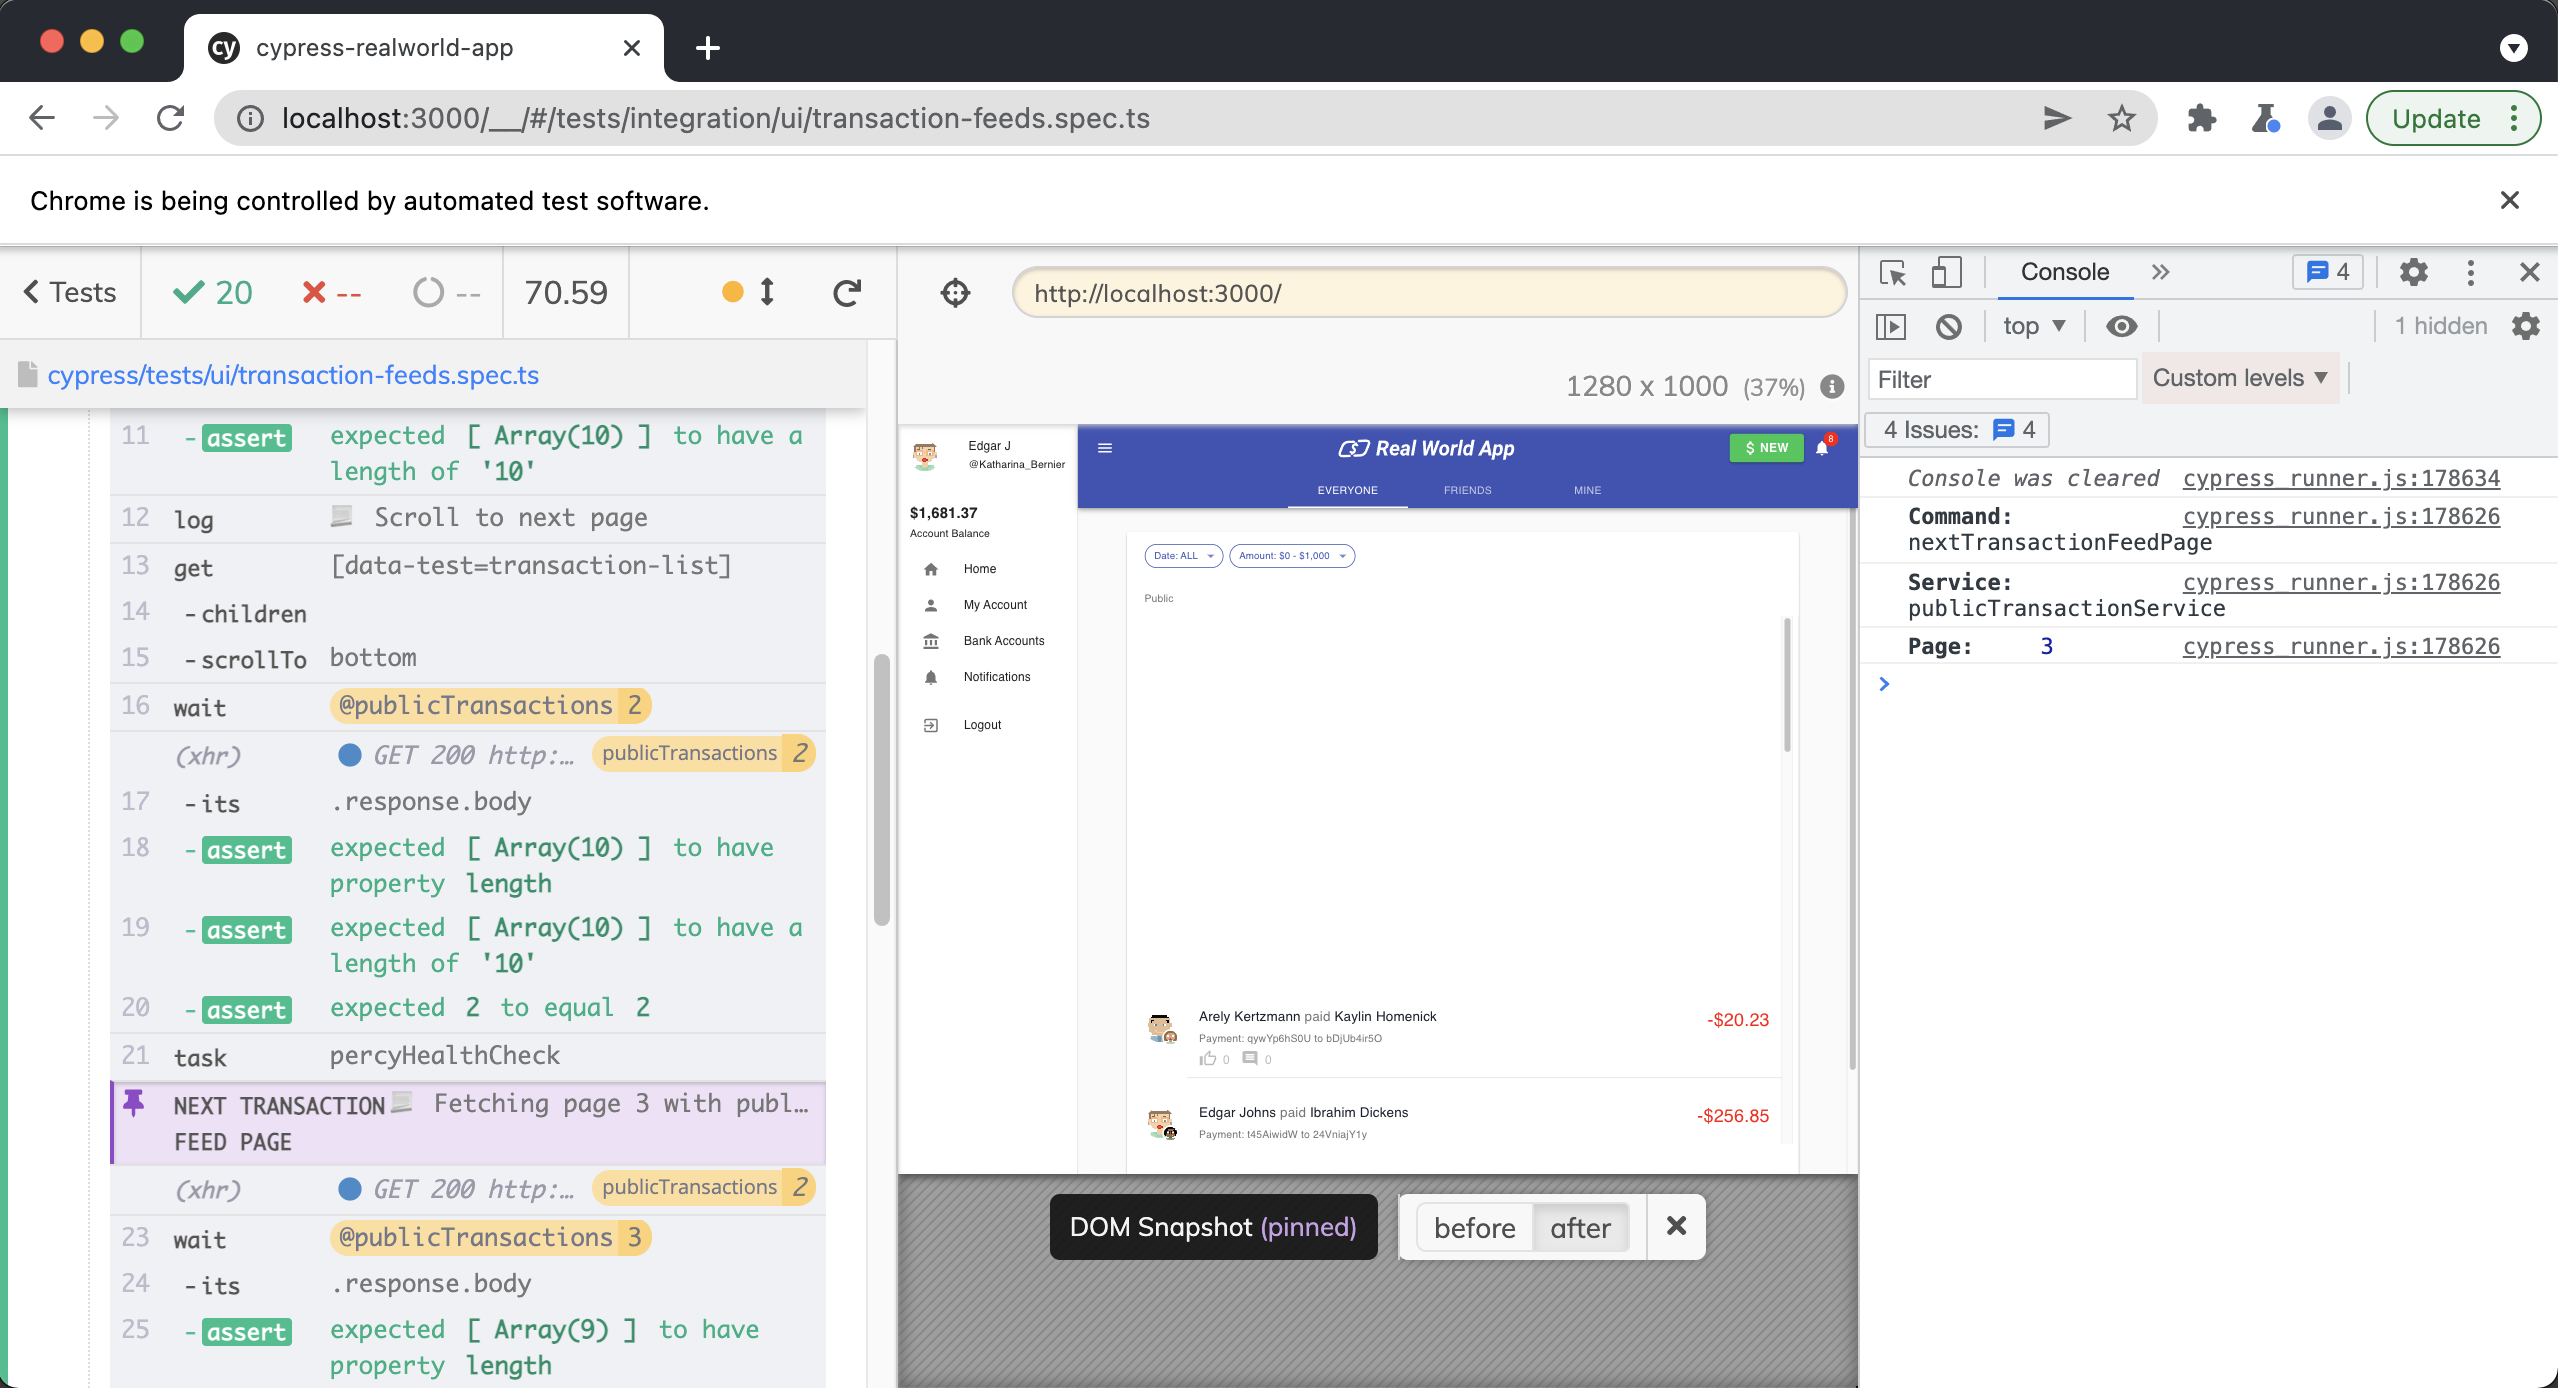 cy cypress-realworld-app
localhost:3000/__/#/tests/integration/ui/transaction-feeds.spec.ts
Update
Chrome is being controlled by automated test software.
Tests
20
--
--
70.59
cypress/tests/ui/transaction-feeds.spec.ts
11 -assert expected [ Array(10) ] to have a
length of '10'
12 log Scroll to next page
13 get [data-test=transaction-list]
14 -children
15 -scrollTo bottom
16 wait @publicTransactions 2
(xhr) GET 200 http:… publicTransactions 2
17 -its .response.body
18 -assert expected [ Array(10) ] to have
property length
19 -assert expected [ Array(10) ] to have a
length of '10'
20 -assert expected 2 to equal 2
21 task percyHealthCheck
NEXT TRANSACTION Fetching page 3 with publ…
FEED PAGE
(xhr) GET 200 http:… publicTransactions 2
23 wait @publicTransactions 3
24 -its .response.body
25 -assert expected [ Array(9) ] to have
property length
http://localhost:3000/
1280 x 1000 (37%)
Edgar J
@Katharina_Bernier
$1,681.37
Account Balance
Home
My Account
Bank Accounts
Notifications
Logout
Real World App
$ NEW
8
EVERYONE
FRIENDS
MINE
Date: ALL
Amount: $0 - $1,000
Public
Arely Kertzmann paid Kaylin Homenick
-$20.23
Payment: qywYp6hS0U to bDjUb4ir5O
0
0
Edgar Johns paid Ibrahim Dickens
-$256.85
Payment: t45AiwidW to 24VniajY1y
DOM Snapshot (pinned)
before
after
Console
4
top
1 hidden
Filter
Custom levels
4 Issues: 4
Console was cleared cypress_runner.js:178634
Command: cypress_runner.js:178626
nextTransactionFeedPage
Service: cypress_runner.js:178626
publicTransactionService
Page: 3 cypress_runner.js:178626